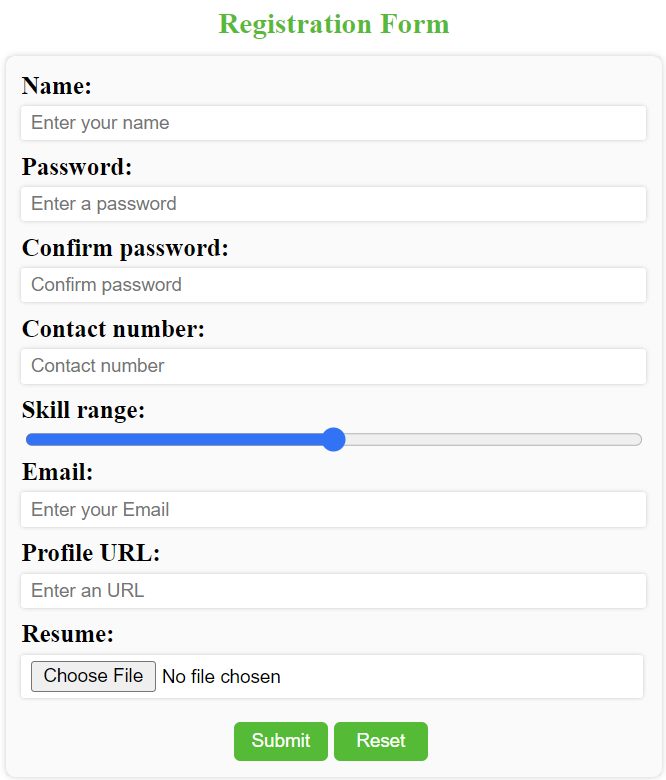 Registration Form
Name:
Enter your name
Password:
Enter a password
Confirm password:
Confirm password
Contact number:
Contact number
Skill range:
Email:
Enter your Email
Profile URL:
Enter an URL
Resume:
Choose File No file chosen
Submit Reset